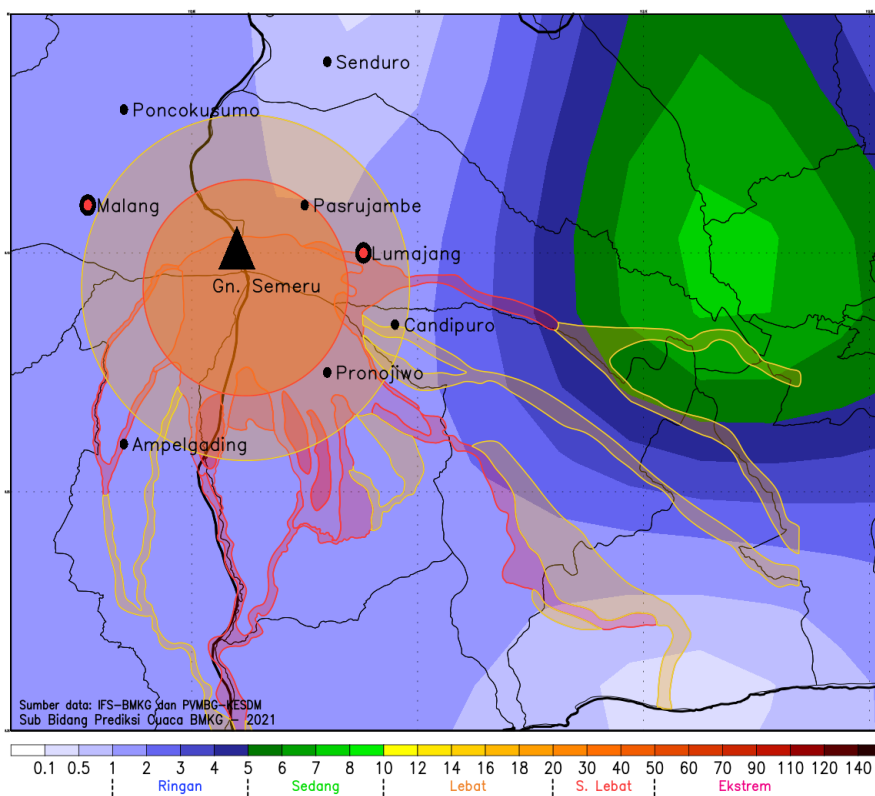 Senduro
Poncokusumo
Malang
Pasrujambe
Lumajang
Gn. Semeru
Candipuro
Pronojiwo
Ampelgading
Sumber data: IFS-BMKG dan PVMBG-KESDM
Sub Bidang Prediksi Cuaca BMKG - 2021
0.1 0.5 1 2 3 4 5 6 7 8 10 12 14 16 18 20 30 40 50 60 70 90 110 120 140
Ringan Sedang Lebat S. Lebat Ekstrem